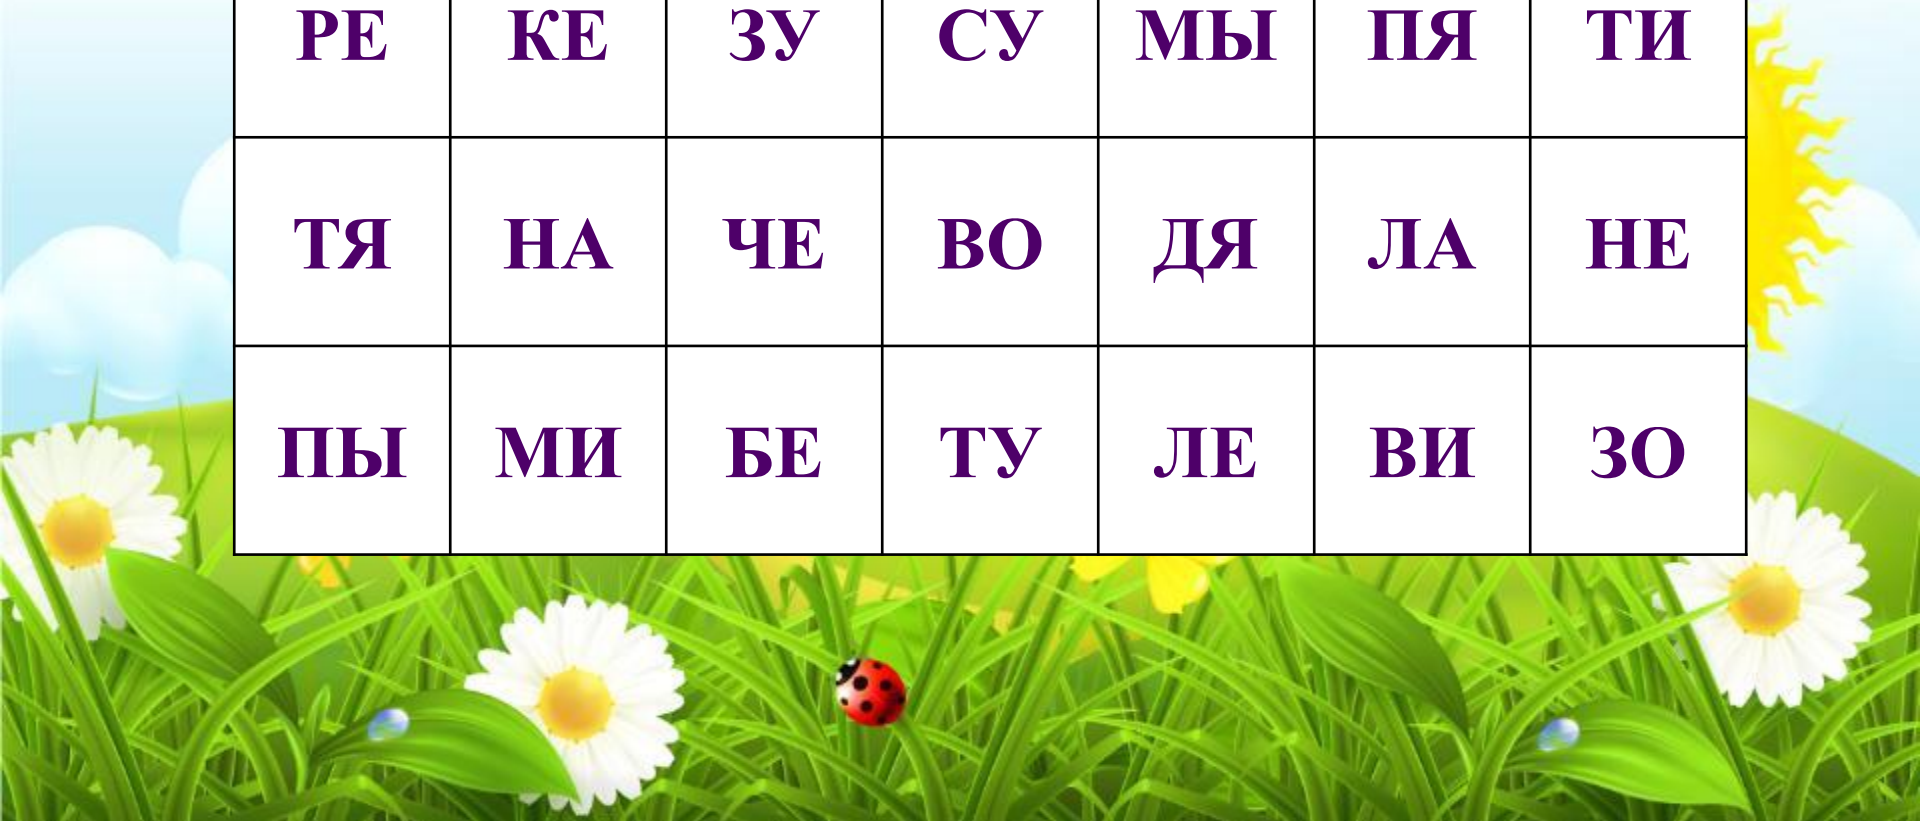 РЕ КЕ ЗУ СУ МЫ ПЯ ТИ
ТЯ НА ЧЕ ВО ДЯ ЛА НЕ
ПЫ МИ БЕ ТУ ЛЕ ВИ ЗО